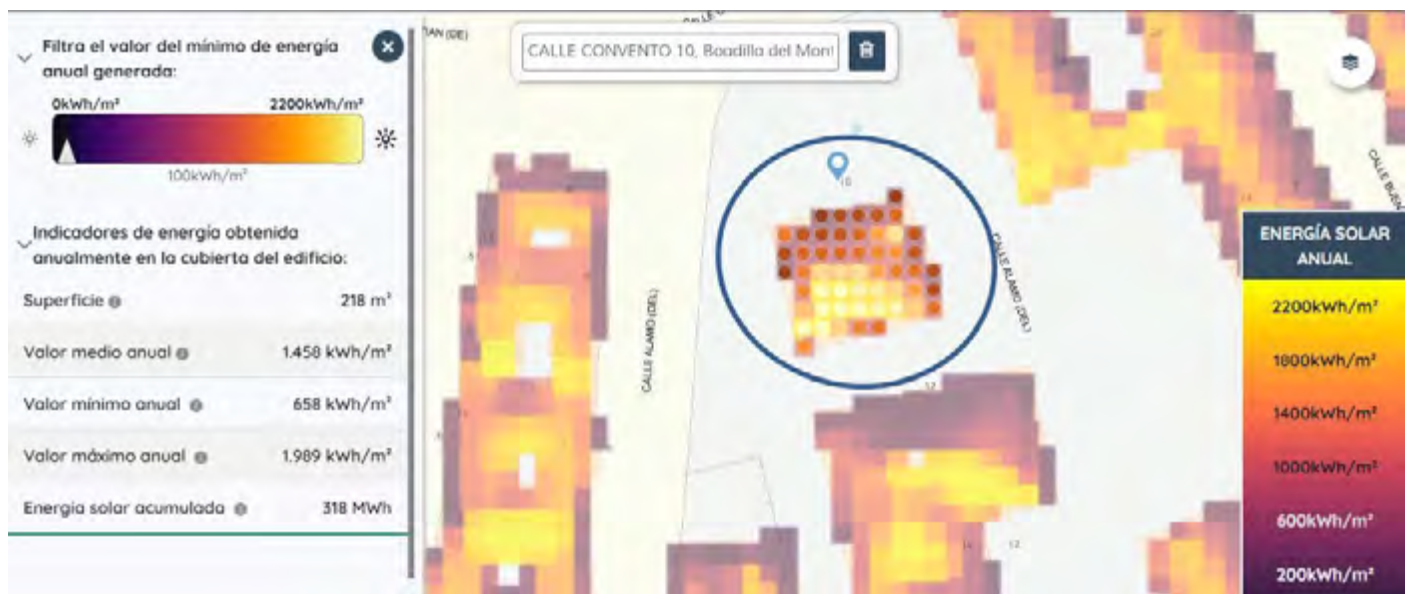 Filtra el valor del mínimo de energía
anual generada:
0kWh/m²
2200kWh/m²
100kWh/m²
Indicadores de energía obtenida
anualmente en la cubierta del edificio:
Superficie
218 m²
Valor medio anual
1.458 kWh/m²
Valor mínimo anual
658 kWh/m²
Valor máximo anual
1.989 kWh/m²
Energía solar acumulada
318 MWh
CALLE CONVENTO 10, Boadilla del Mont
10
CALLE ALAMO (DEL)
CALLE ALAMO (DEL)
12
14
12
ENERGÍA SOLAR
ANUAL
2200kWh/m²
1800kWh/m²
1400kWh/m²
1000kWh/m²
600kWh/m²
200kWh/m²